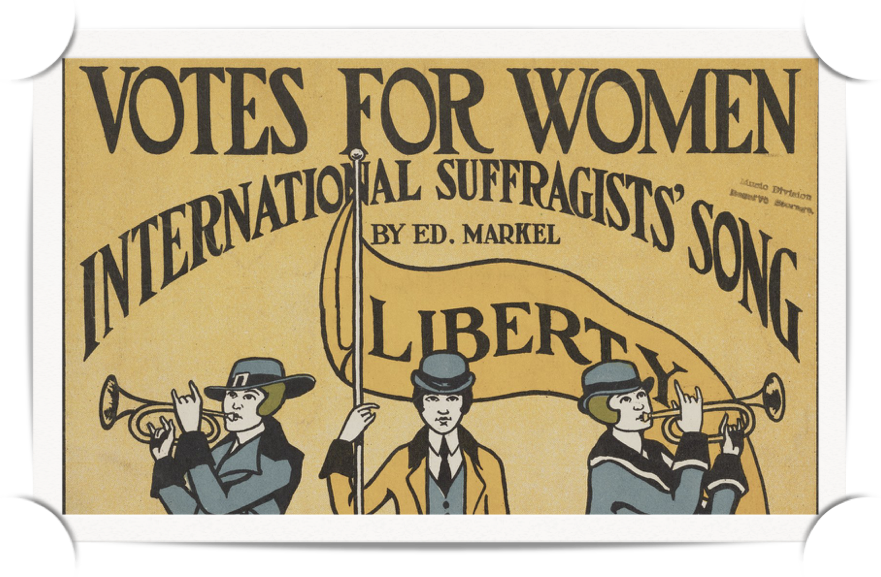 VOTES FOR WOMEN
INTERNATIONAL SUFFRAGISTS' SONG
BY ED. MARKEL
LIBERTY
Music Division